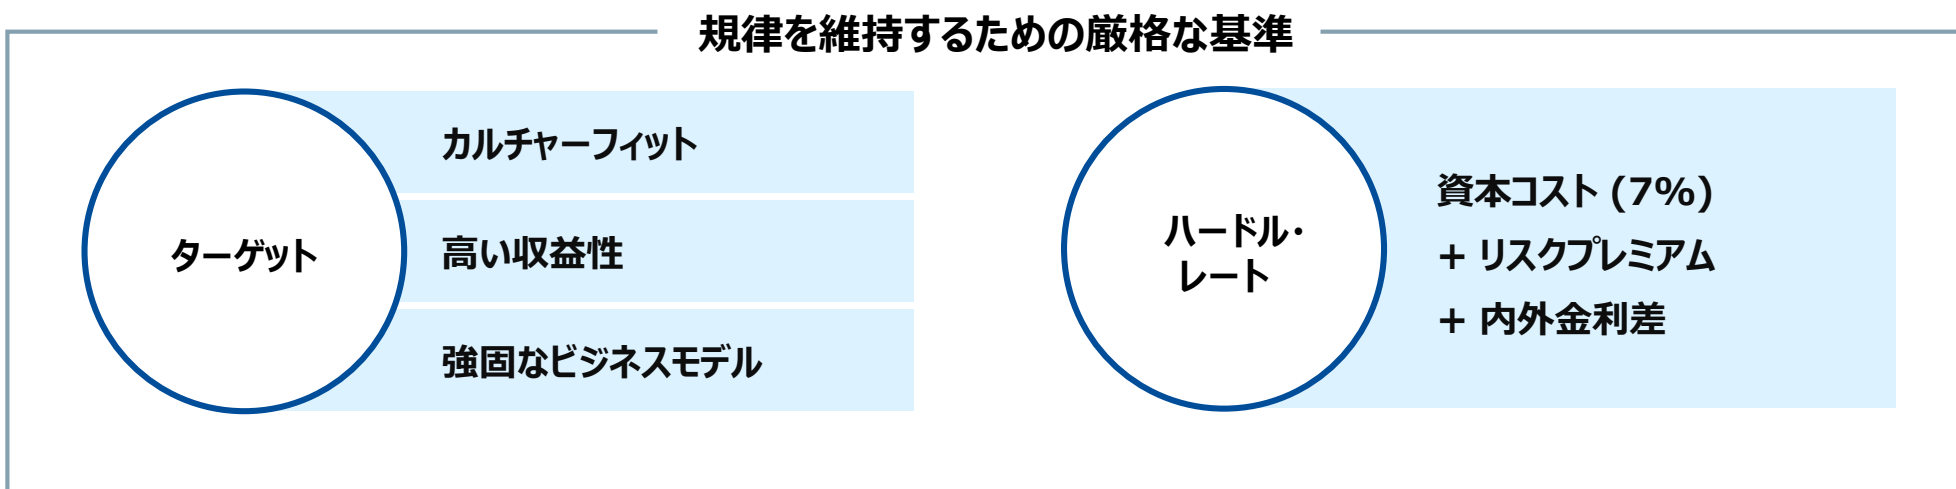 規律を維持するための厳格な基準
ターゲット
カルチャーフィット
高い収益性
強固なビジネスモデル
ハードル・
レート
資本コスト (7%)
+ リスクプレミアム
+ 内外金利差